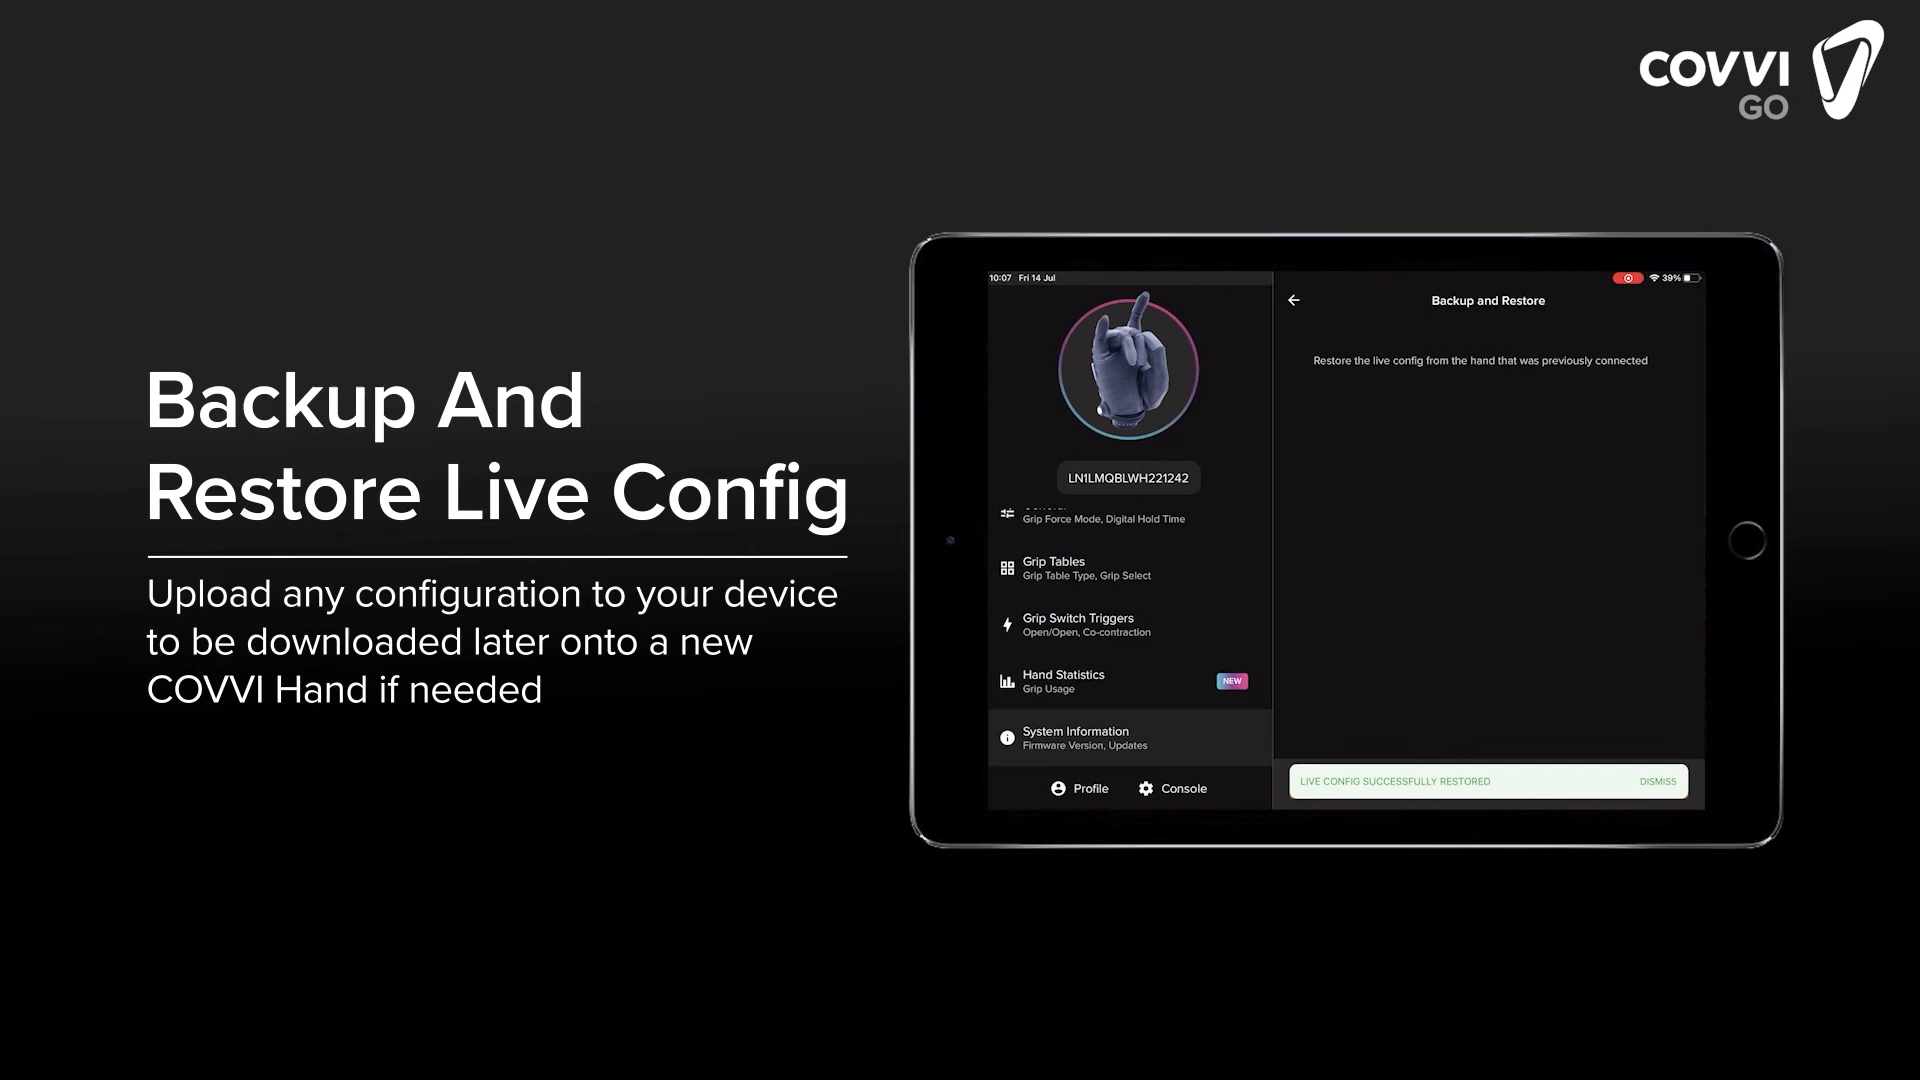 COVVI
GO
Backup And
Restore Live Config
Upload any configuration to your device
to be downloaded later onto a new
COVVI Hand if needed
10:07 Fri 14 Jul
39%
LN1LMQBLWH221242
Grip Force Mode, Digital Hold Time
Grip Tables
Grip Table Type, Grip Select
Grip Switch Triggers
Open/Open, Co-contraction
Hand Statistics
Grip Usage
NEW
System Information
Firmware Version, Updates
Profile
Console
Backup and Restore
Restore the live config from the hand that was previously connected
LIVE CONFIG SUCCESSFULLY RESTORED
DISMISS